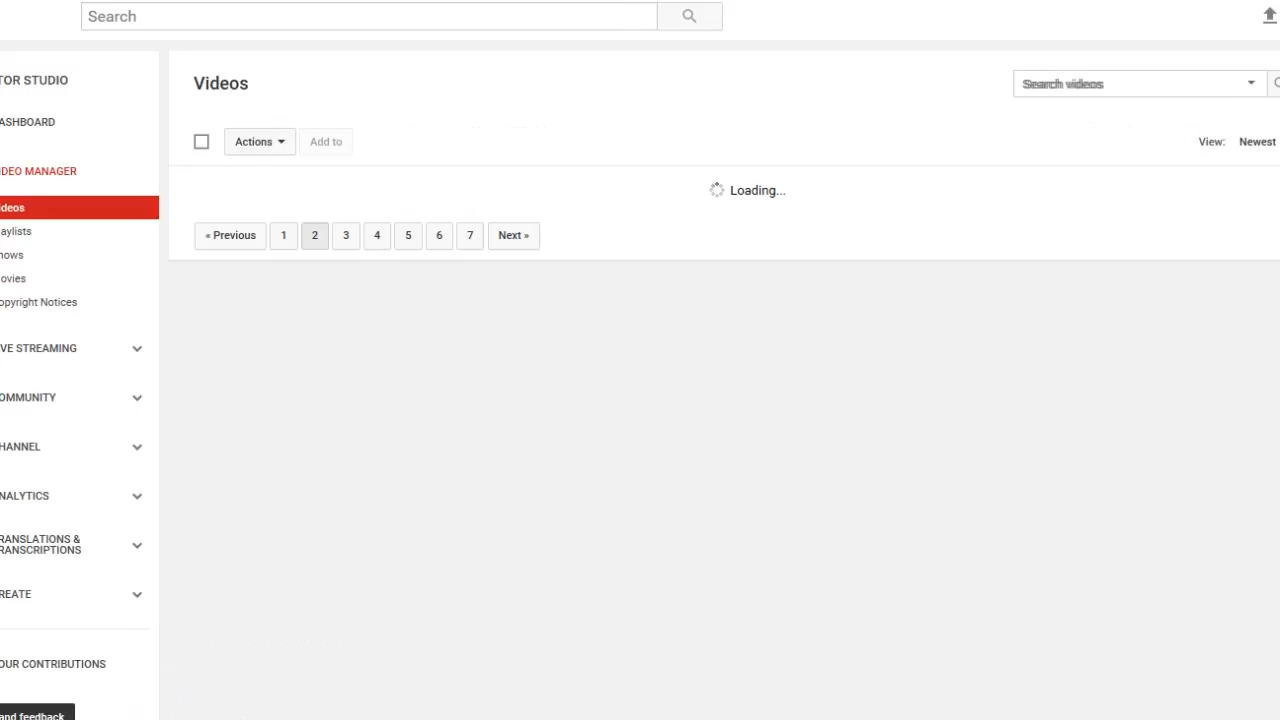 Search
TOR STUDIO
ASHBOARD
IDEO MANAGER
ideos
aylists
hows
ovies
opyright Notices
VE STREAMING
OMMUNITY
HANNEL
NALYTICS
RANSLATIONS &
RANSCRIPTIONS
REATE
OUR CONTRIBUTIONS
and feedback
Videos
Search videos
Actions Add to
View: Newest
Loading...
« Previous 1 2 3 4 5 6 7 Next »